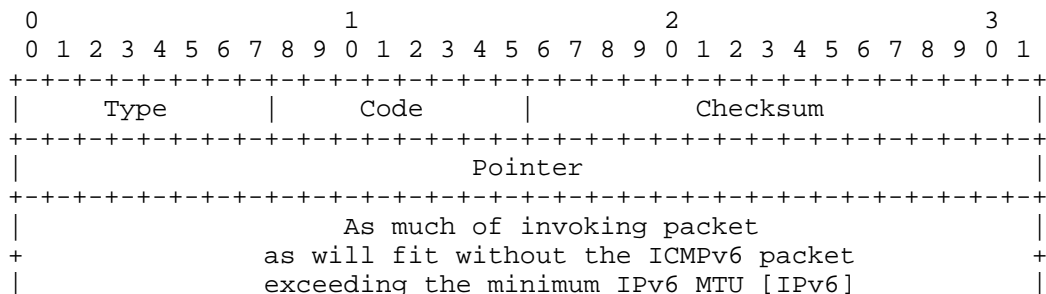 0                   1                   2                   3
 0 1 2 3 4 5 6 7 8 9 0 1 2 3 4 5 6 7 8 9 0 1 2 3 4 5 6 7 8 9 0 1
+-+-+-+-+-+-+-+-+-+-+-+-+-+-+-+-+-+-+-+-+-+-+-+-+-+-+-+-+-+-+-+-+
|     Type      |     Code      |          Checksum             |
+-+-+-+-+-+-+-+-+-+-+-+-+-+-+-+-+-+-+-+-+-+-+-+-+-+-+-+-+-+-+-+-+
|                            Pointer                            |
+-+-+-+-+-+-+-+-+-+-+-+-+-+-+-+-+-+-+-+-+-+-+-+-+-+-+-+-+-+-+-+-+
|                    As much of invoking packet                 |
+               as will fit without the ICMPv6 packet           +
|               exceeding the minimum IPv6 MTU [IPv6]           |